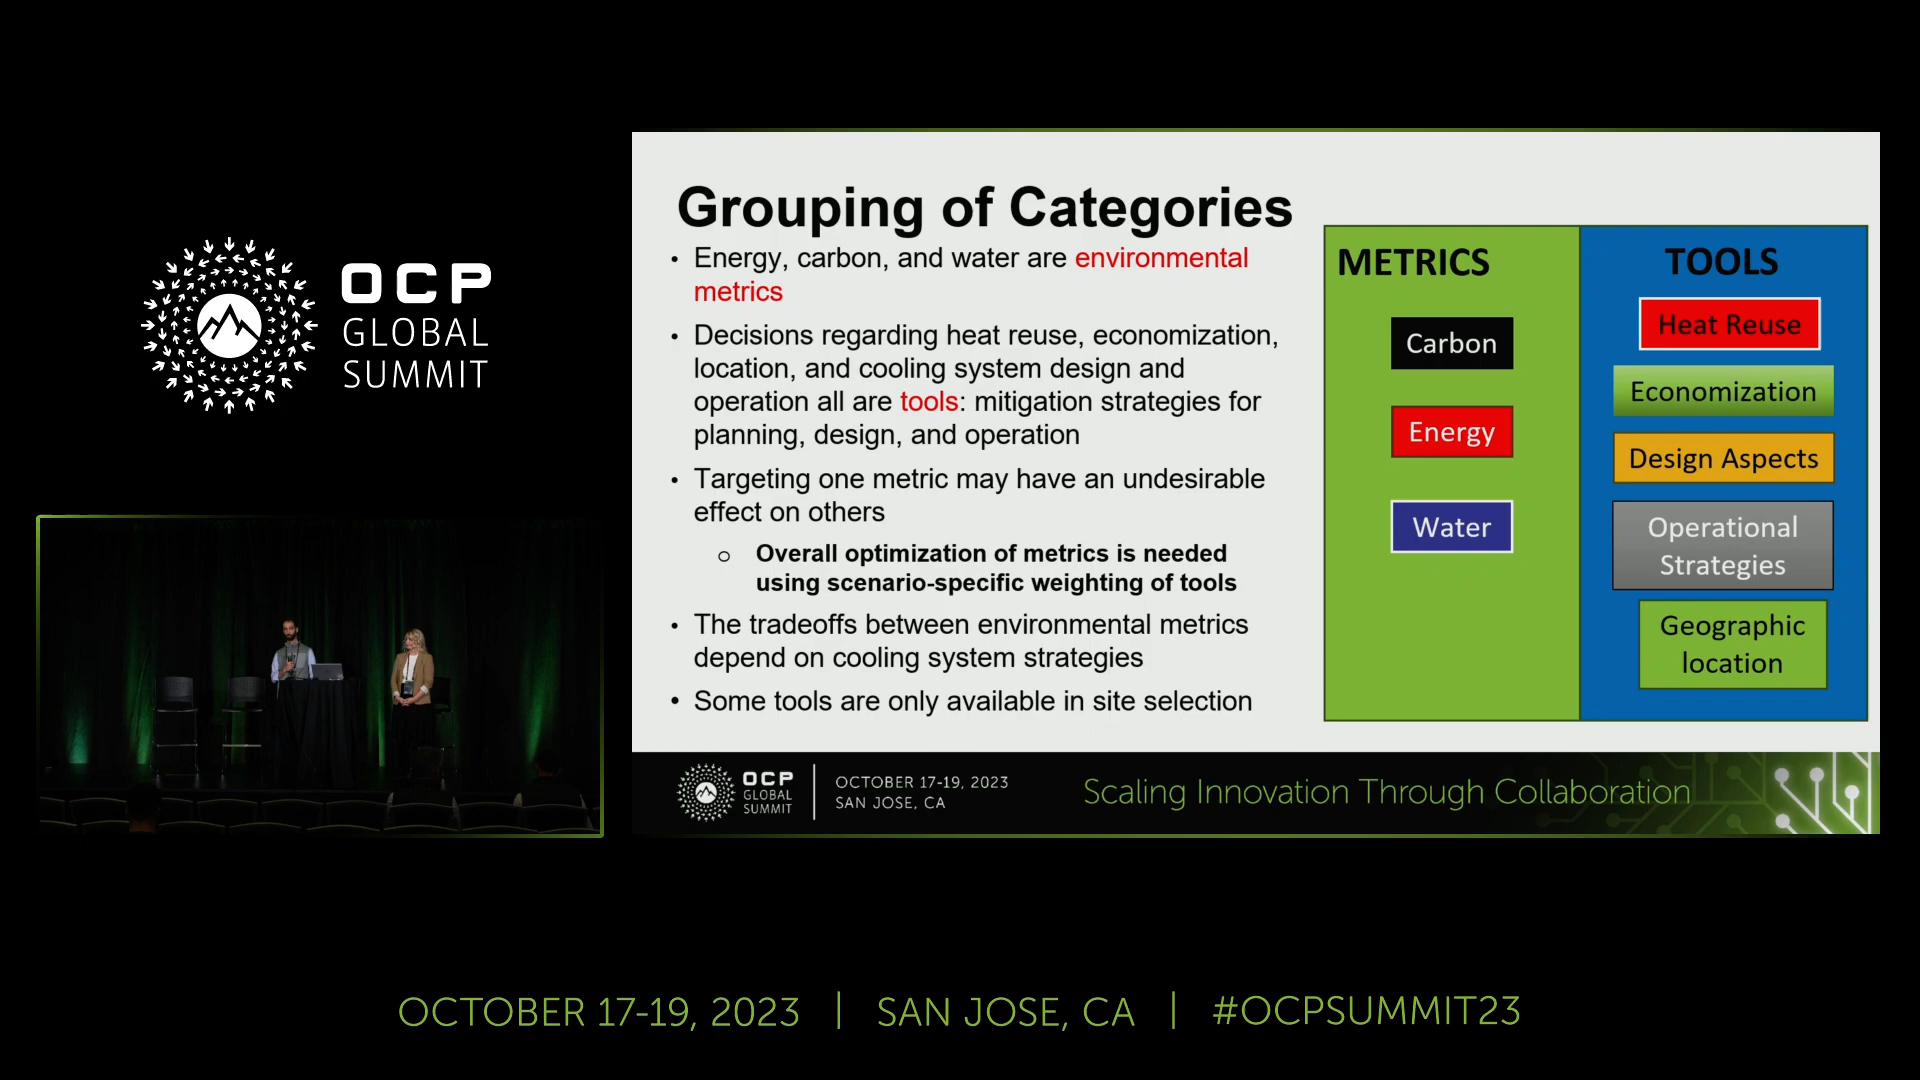 OCP
GLOBAL
SUMMIT
Grouping of Categories
• Energy, carbon, and water are environmental
metrics
• Decisions regarding heat reuse, economization,
location, and cooling system design and
operation all are tools: mitigation strategies for
planning, design, and operation
• Targeting one metric may have an undesirable
effect on others
o Overall optimization of metrics is needed
using scenario-specific weighting of tools
• The tradeoffs between environmental metrics
depend on cooling system strategies
• Some tools are only available in site selection
METRICS
Carbon
Energy
Water
TOOLS
Heat Reuse
Economization
Design Aspects
Operational
Strategies
Geographic
location
OCP
GLOBAL
SUMMIT
OCTOBER 17-19, 2023
SAN JOSE, CA
Scaling Innovation Through Collaboration
OCTOBER 17-19, 2023 | SAN JOSE, CA | #OCPSUMMIT23